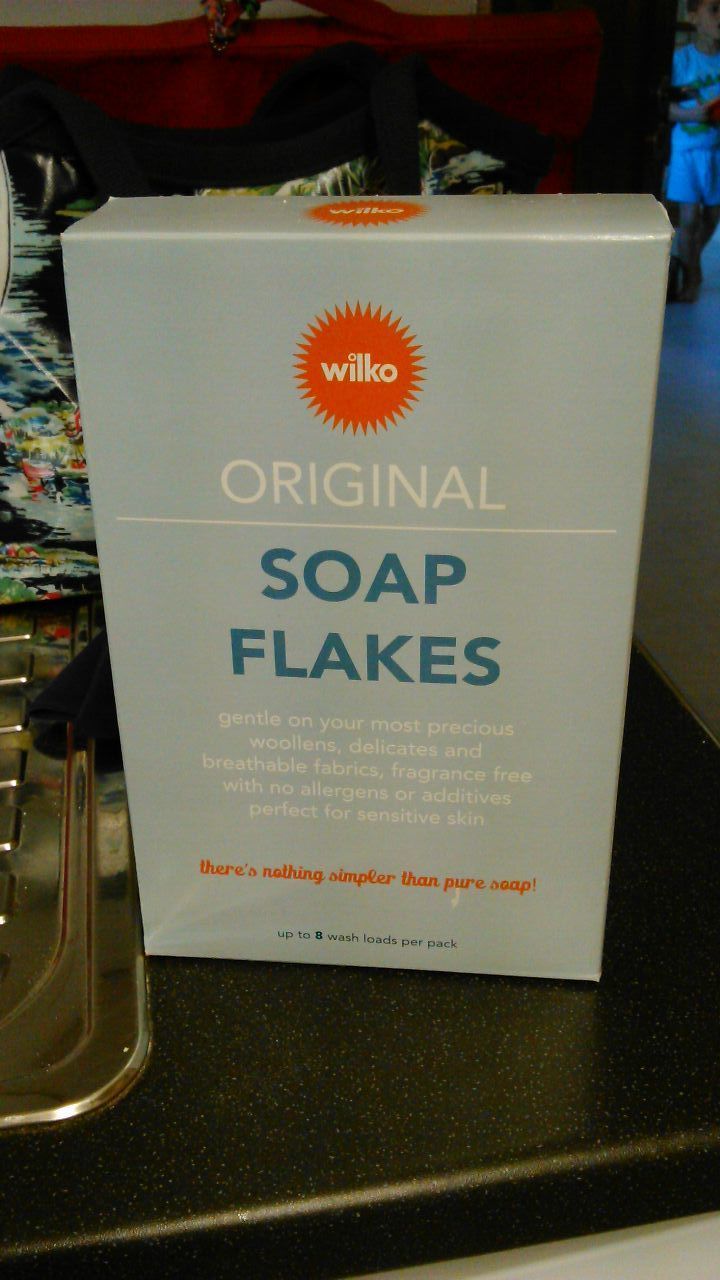 wilko
wilko
ORIGINAL
SOAP
FLAKES
gentle on your most precious
woollens, delicates and
breathable fabrics, fragrance free
with no allergens or additives
perfect for sensitive skin
there's nothing simpler than pure soap!
up to 8 wash loads per pack